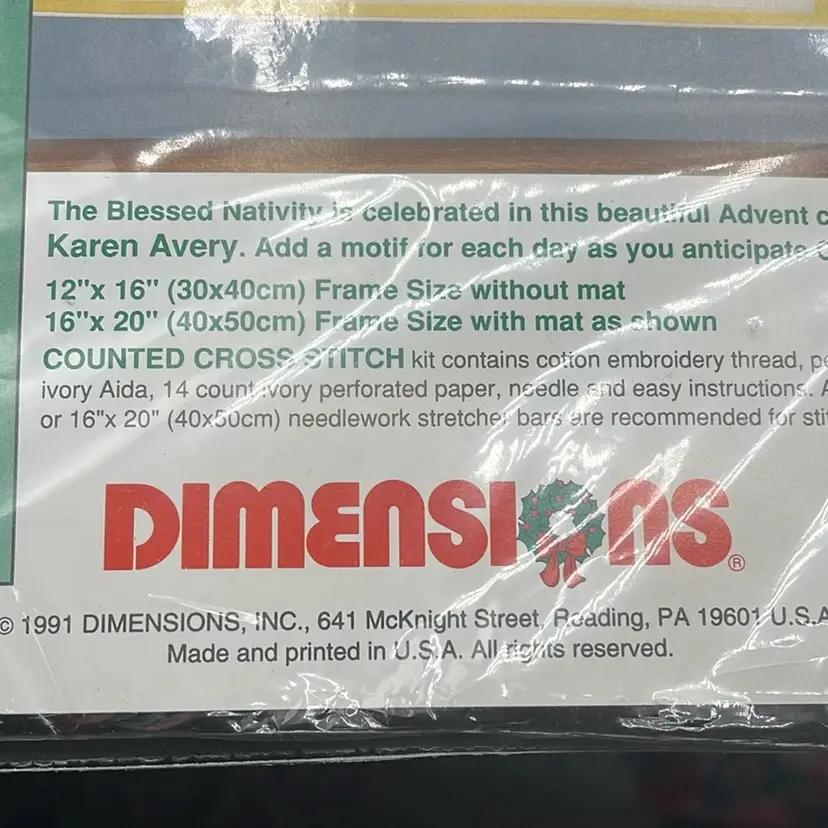 The Blessed Nativity is celebrated in this beautiful Advent
Karen Avery. Add a motif for each day as you anticipate
12"x 16" (30x40cm) Frame Size without mat
16"x 20" (40x50cm) Frame Size with mat as shown
COUNTED CROSS STITCH kit contains cotton embroidery thread,
ivory Aida, 14 count ivory perforated paper, needle and easy instructions.
or 16"x 20" (40x50cm) needlework stretcher bars are recommended for
DIMENSIONS®
© 1991 DIMENSIONS, INC., 641 McKnight Street, Reading, PA 19601 U.S.A
Made and printed in U.S.A. All rights reserved.